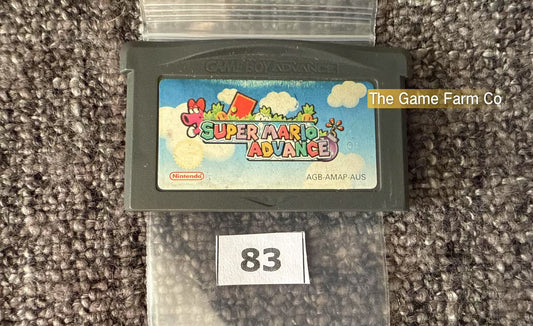 GAME BOY ADVANCE
The Game Farm Co
SUPER MARIO
ADVANCE
Nintendo
AGB-AMAP-AUS
83